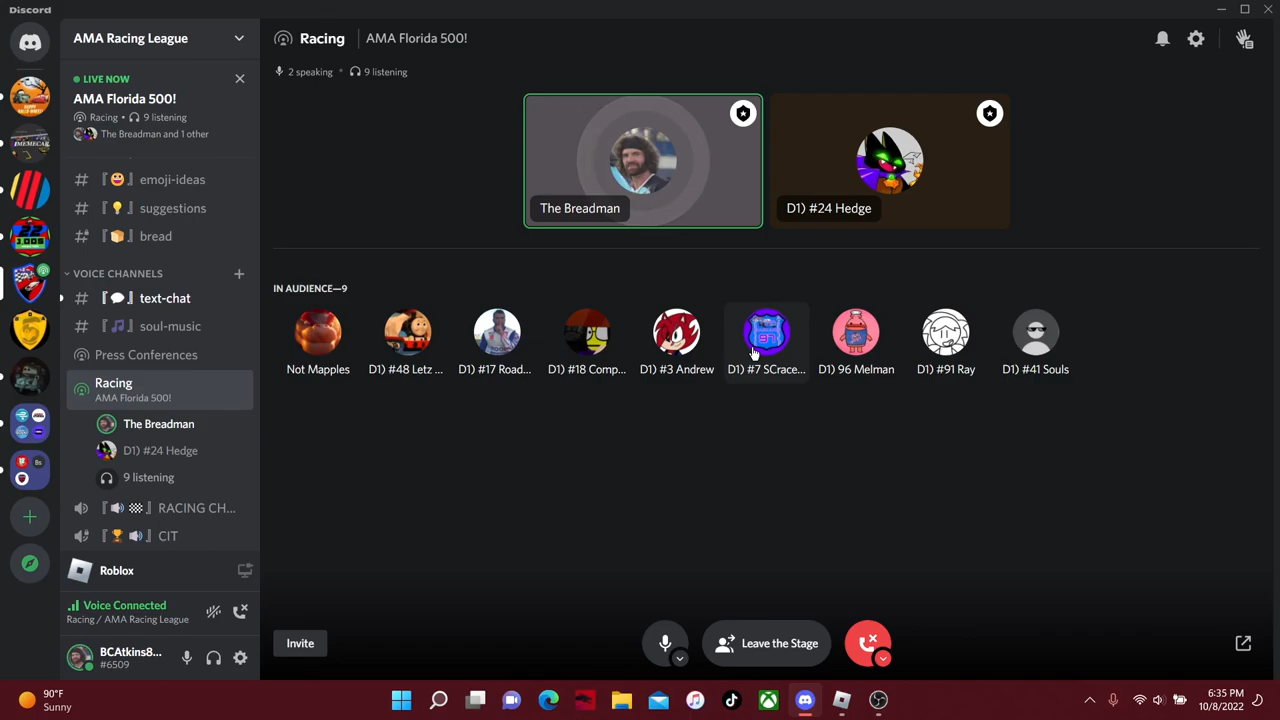 Discord
AMA Racing League
LIVE NOW
AMA Florida 500!
Racing • 9 listening
The Breadman and 1 other
emoji-ideas
suggestions
bread
VOICE CHANNELS
text-chat
soul-music
Press Conferences
Racing
AMA Florida 500!
The Breadman
D1) #24 Hedge
9 listening
RACING CH...
CIT
Roblox
Voice Connected
Racing / AMA Racing League
BCAtkins8...
#6509
Racing
AMA Florida 500!
2 speaking • 9 listening
The Breadman
D1) #24 Hedge
IN AUDIENCE—9
Not Mapples
D1) #48 Letz ...
D1) #17 Road...
D1) #18 Comp...
D1) #3 Andrew
D1) #7 SCrace...
D1) 96 Melman
D1) #91 Ray
D1) #41 Souls
Invite
Leave the Stage
90°F
Sunny
6:35 PM
10/8/2022